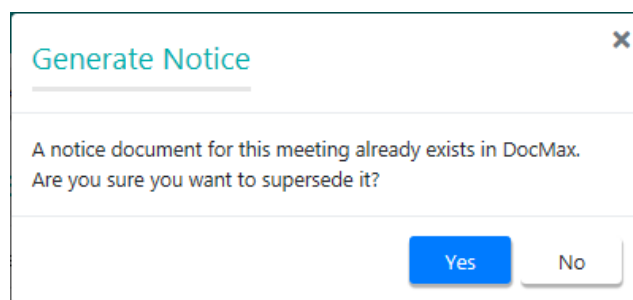 Generate Notice
A notice document for this meeting already exists in DocMax.
Are you sure you want to supersede it?
Yes No